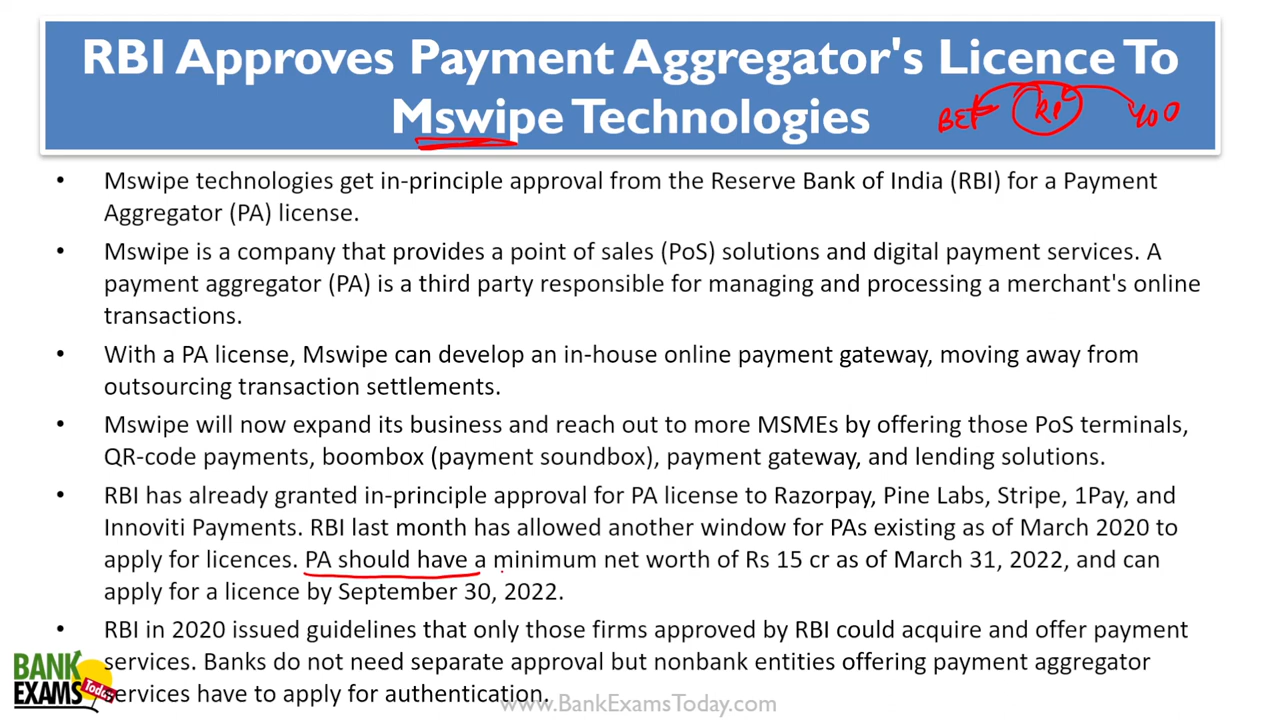 RBI Approves Payment Aggregator's Licence To
Mswipe Technologies
• Mswipe technologies get in-principle approval from the Reserve Bank of India (RBI) for a Payment
Aggregator (PA) license.
• Mswipe is a company that provides a point of sales (PoS) solutions and digital payment services. A
payment aggregator (PA) is a third party responsible for managing and processing a merchant's online
transactions.
• With a PA license, Mswipe can develop an in-house online payment gateway, moving away from
outsourcing transaction settlements.
• Mswipe will now expand its business and reach out to more MSMEs by offering those PoS terminals,
QR-code payments, boombox (payment soundbox), payment gateway, and lending solutions.
• RBI has already granted in-principle approval for PA license to Razorpay, Pine Labs, Stripe, 1Pay, and
Innoviti Payments. RBI last month has allowed another window for PAs existing as of March 2020 to
apply for licences. PA should have a minimum net worth of Rs 15 cr as of March 31, 2022, and can
apply for a licence by September 30, 2022.
• RBI in 2020 issued guidelines that only those firms approved by RBI could acquire and offer payment
services. Banks do not need separate approval but nonbank entities offering payment aggregator
services have to apply for authentication.
BANK
EXAMS Today
www.BankExamsToday.com